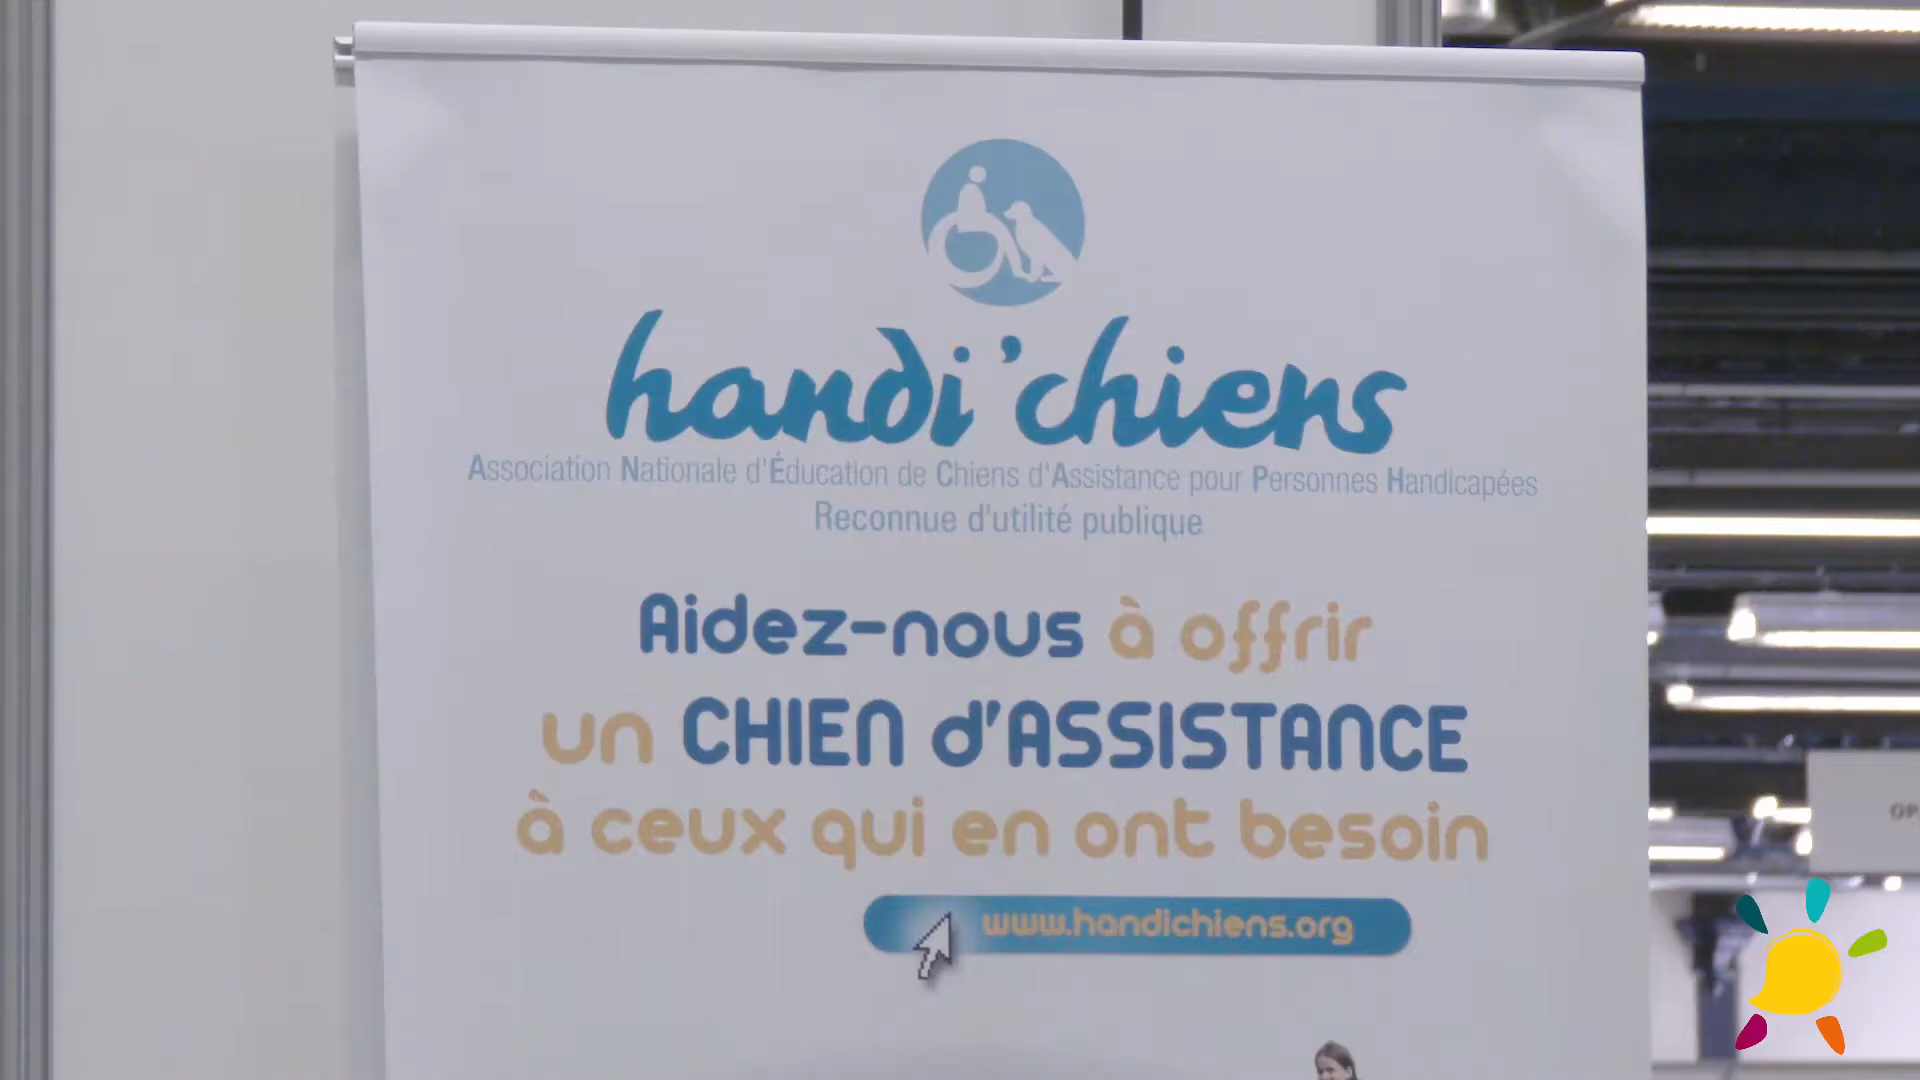 handi'chiens
Association Nationale d'Éducation de Chiens d'Assistance pour Personnes Handicapées
Reconnue d'utilité publique
Aidez-nous à offrir
un CHIEN d'ASSISTANCE
à ceux qui en ont besoin
www.handichiens.org